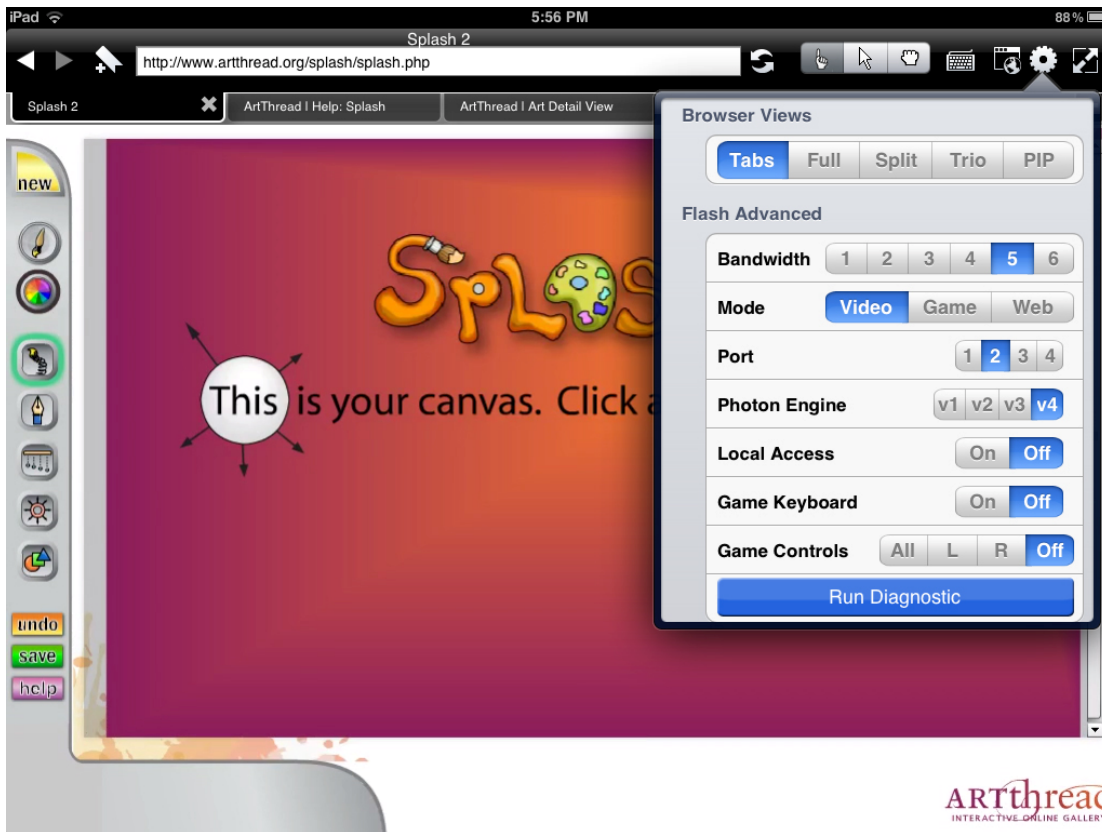 iPad 5:56 PM 88%
Splash 2
http://www.artthread.org/splash/splash.php
Splash 2 ArtThread | Help: Splash ArtThread | Art Detail View
Browser Views
Tabs Full Split Trio PIP
Flash Advanced
Bandwidth 1 2 3 4 5 6
Mode Video Game Web
Port 1 2 3 4
Photon Engine v1 v2 v3 v4
Local Access On Off
Game Keyboard On Off
Game Controls All L R Off
Run Diagnostic
new
SPLAS
This is your canvas. Click a
undo
save
help
ARTthread
INTERACTIVE ONLINE GALLERY